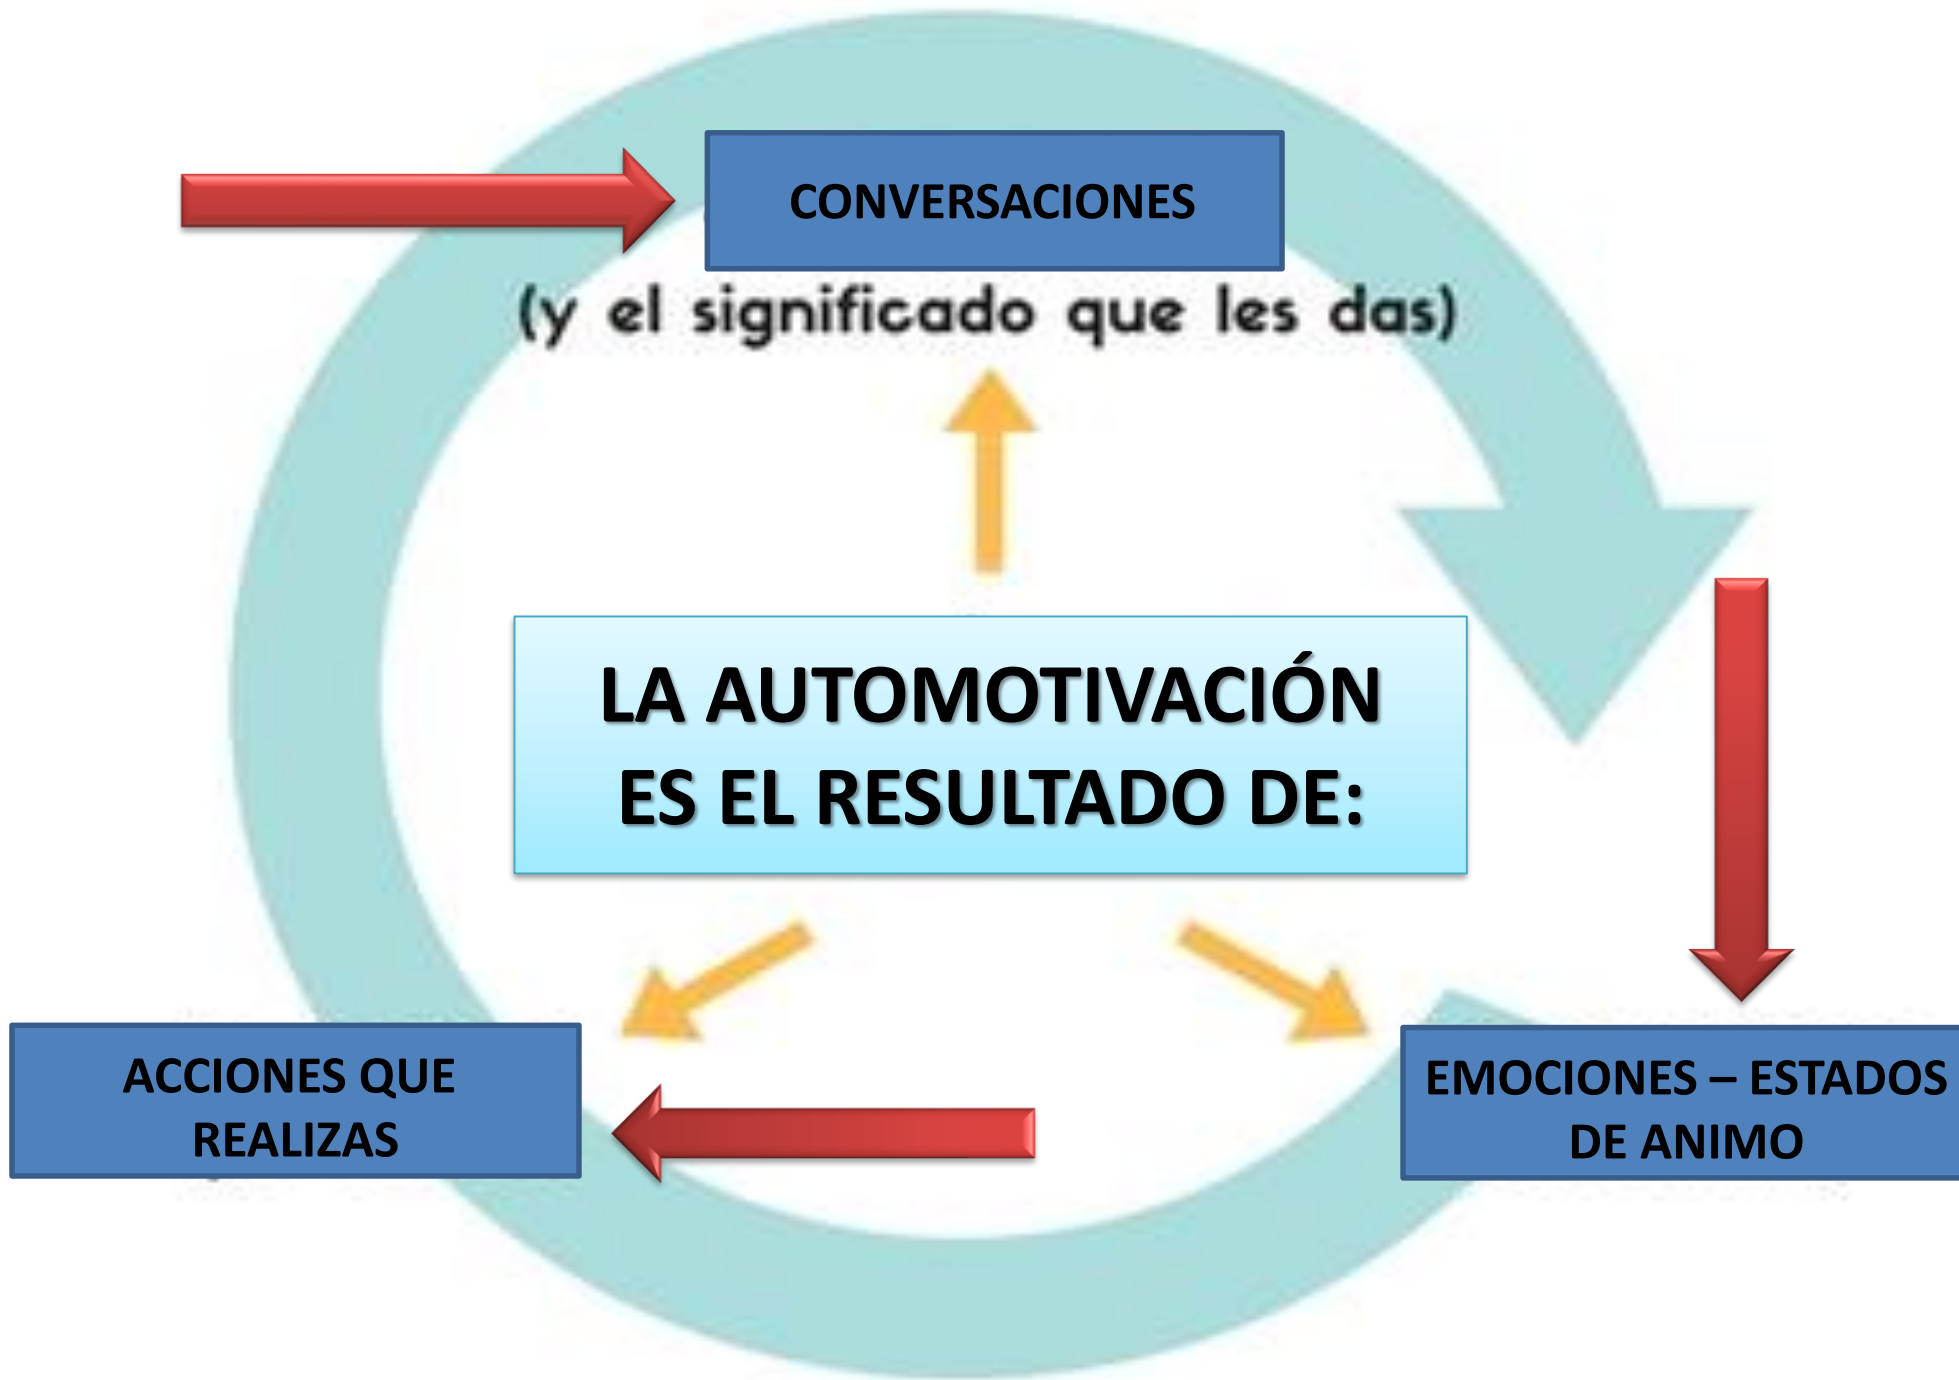 CONVERSACIONES
(y el significado que les das)
LA AUTOMOTIVACIÓN
ES EL RESULTADO DE:
ACCIONES QUE
REALIZAS
EMOCIONES – ESTADOS
DE ANIMO